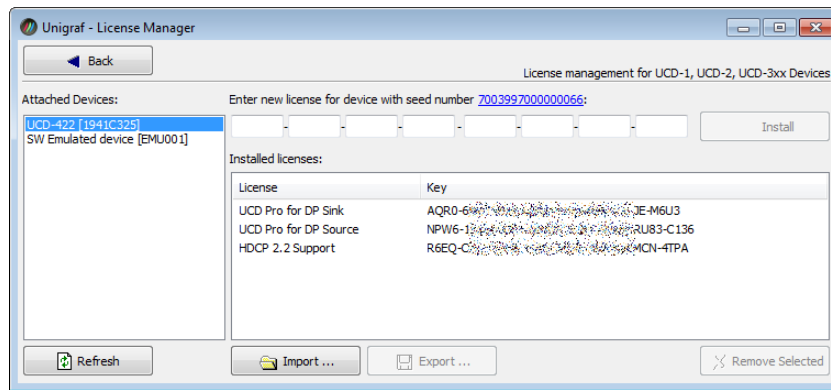 Unigraf - License Manager
Back
License management for UCD-1, UCD-2, UCD-3xx Devices
Attached Devices:
Enter new license for device with seed number 7003997000000066:
UCD-422 [1941C325]
SW Emulated device [EMU001]
- - - - - - -
Install
Installed licenses:
License Key
UCD Pro for DP Sink AQR0-6 JE-M6U3
UCD Pro for DP Source NPW6-1 RU83-C136
HDCP 2.2 Support R6EQ-C MCN-4TPA
Refresh
Import ...
Export ...
Remove Selected